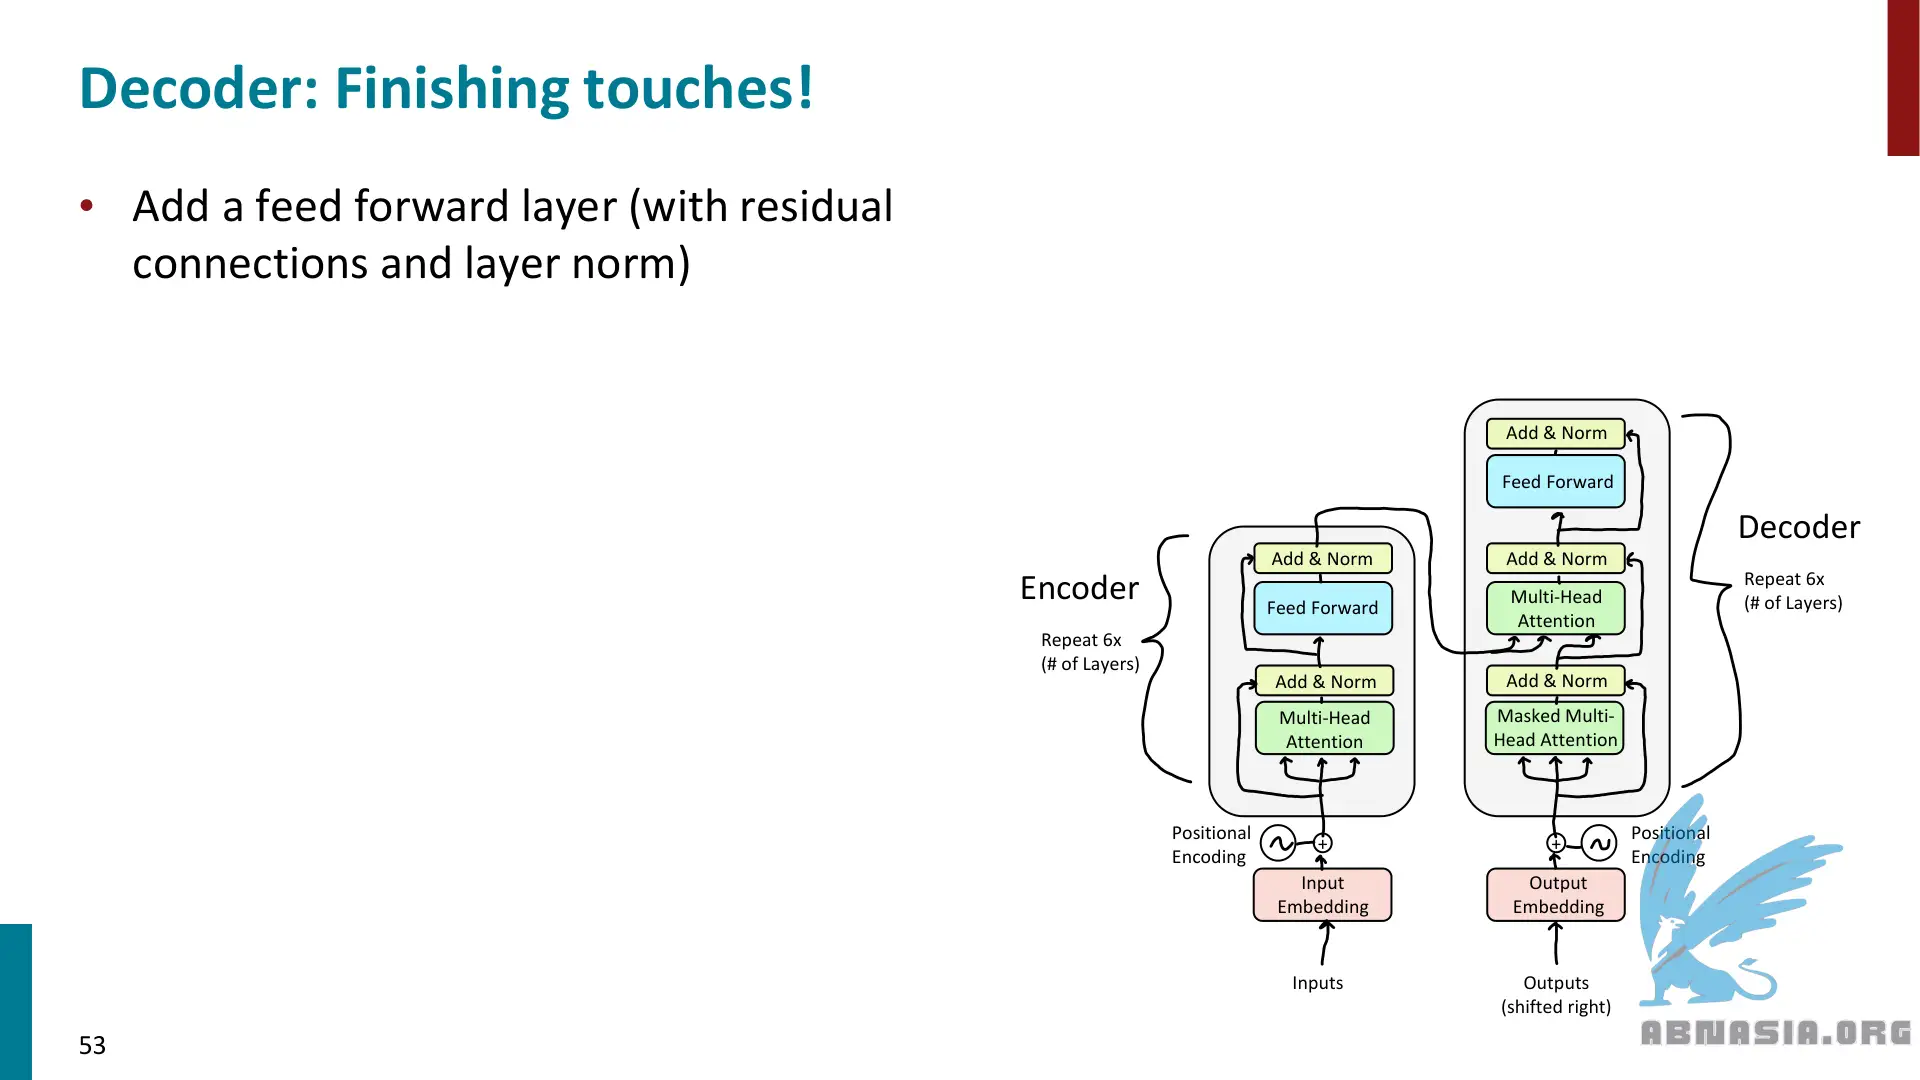 Decoder: Finishing touches!
• Add a feed forward layer (with residual
connections and layer norm)
Encoder
Repeat 6x
(# of Layers)
Add & Norm
Feed Forward
Add & Norm
Multi-Head
Attention
Positional
Encoding
+
Input
Embedding
Inputs
Add & Norm
Feed Forward
Add & Norm
Multi-Head
Attention
Add & Norm
Masked Multi-
Head Attention
Decoder
Repeat 6x
(# of Layers)
+
Positional
Encoding
Output
Embedding
Outputs
(shifted right)
53
ABNASIA.ORG